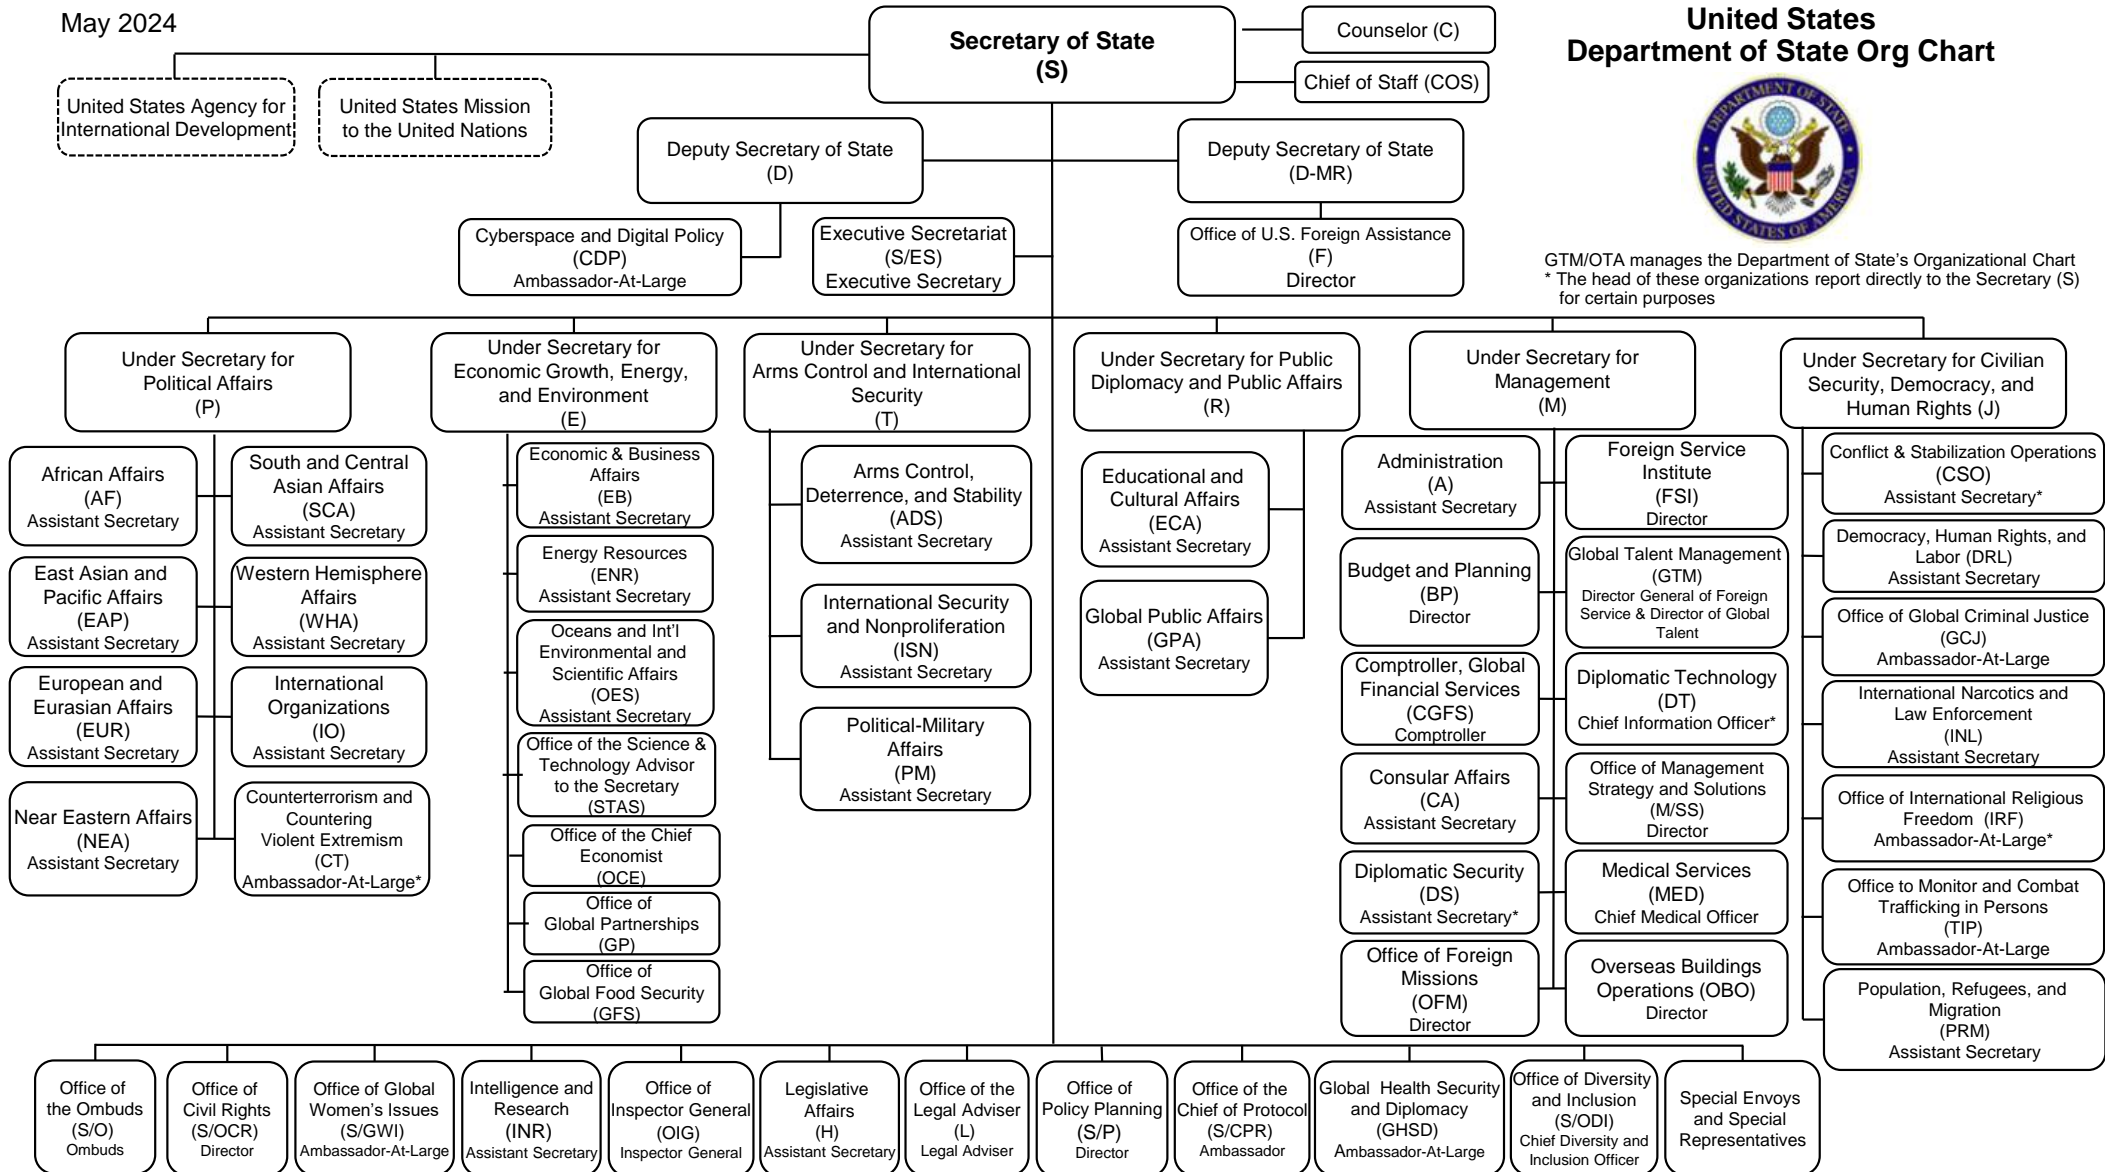 May 2024
United States
Department of State Org Chart
DEPARTMENT OF STATE
UNITED STATES OF AMERICA
GTM/OTA manages the Department of State’s Organizational Chart
* The head of these organizations report directly to the Secretary (S)
for certain purposes
Secretary of State
(S)
Counselor (C)
Chief of Staff (COS)
United States Agency for
International Development
United States Mission
to the United Nations
Deputy Secretary of State
(D)
Deputy Secretary of State
(D-MR)
Cyberspace and Digital Policy
(CDP)
Ambassador-At-Large
Executive Secretariat
(S/ES)
Executive Secretary
Office of U.S. Foreign Assistance
(F)
Director
Under Secretary for
Political Affairs
(P)
Under Secretary for
Economic Growth, Energy,
and Environment
(E)
Under Secretary for
Arms Control and International
Security
(T)
Under Secretary for Public
Diplomacy and Public Affairs
(R)
Under Secretary for
Management
(M)
Under Secretary for Civilian
Security, Democracy, and
Human Rights (J)
African Affairs
(AF)
Assistant Secretary
South and Central
Asian Affairs
(SCA)
Assistant Secretary
East Asian and
Pacific Affairs
(EAP)
Assistant Secretary
Western Hemisphere
Affairs
(WHA)
Assistant Secretary
European and
Eurasian Affairs
(EUR)
Assistant Secretary
International
Organizations
(IO)
Assistant Secretary
Near Eastern Affairs
(NEA)
Assistant Secretary
Counterterrorism and
Countering
Violent Extremism
(CT)
Ambassador-At-Large*
Economic & Business
Affairs
(EB)
Assistant Secretary
Energy Resources
(ENR)
Assistant Secretary
Oceans and Int’l
Environmental and
Scientific Affairs
(OES)
Assistant Secretary
Office of the Science &
Technology Advisor
to the Secretary
(STAS)
Office of the Chief
Economist
(OCE)
Office of
Global Partnerships
(GP)
Office of
Global Food Security
(GFS)
Arms Control,
Deterrence, and Stability
(ADS)
Assistant Secretary
International Security
and Nonproliferation
(ISN)
Assistant Secretary
Political-Military
Affairs
(PM)
Assistant Secretary
Educational and
Cultural Affairs
(ECA)
Assistant Secretary
Global Public Affairs
(GPA)
Assistant Secretary
Administration
(A)
Assistant Secretary
Foreign Service
Institute
(FSI)
Director
Budget and Planning
(BP)
Director
Global Talent Management
(GTM)
Director General of Foreign
Service & Director of Global
Talent
Comptroller, Global
Financial Services
(CGFS)
Comptroller
Diplomatic Technology
(DT)
Chief Information Officer*
Consular Affairs
(CA)
Assistant Secretary
Office of Management
Strategy and Solutions
(M/SS)
Director
Diplomatic Security
(DS)
Assistant Secretary*
Medical Services
(MED)
Chief Medical Officer
Office of Foreign
Missions
(OFM)
Director
Overseas Buildings
Operations (OBO)
Director
Conflict & Stabilization Operations
(CSO)
Assistant Secretary*
Democracy, Human Rights, and
Labor (DRL)
Assistant Secretary
Office of Global Criminal Justice
(GCJ)
Ambassador-At-Large
International Narcotics and
Law Enforcement
(INL)
Assistant Secretary
Office of International Religious
Freedom (IRF)
Ambassador-At-Large*
Office to Monitor and Combat
Trafficking in Persons
(TIP)
Ambassador-At-Large
Population, Refugees, and
Migration
(PRM)
Assistant Secretary
Office of
the Ombuds
(S/O)
Ombuds
Office of
Civil Rights
(S/OCR)
Director
Office of Global
Women’s Issues
(S/GWI)
Ambassador-At-Large
Intelligence and
Research
(INR)
Assistant Secretary
Office of
Inspector General
(OIG)
Inspector General
Legislative
Affairs
(H)
Assistant Secretary
Office of the
Legal Adviser
(L)
Legal Adviser
Office of
Policy Planning
(S/P)
Director
Office of the
Chief of Protocol
(S/CPR)
Ambassador
Global Health Security
and Diplomacy
(GHSD)
Ambassador-At-Large
Office of Diversity
and Inclusion
(S/ODI)
Chief Diversity and
Inclusion Officer
Special Envoys
and Special
Representatives